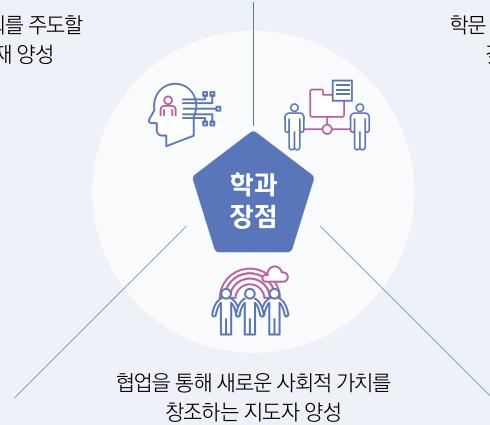 를 주도할
학문
재 양성
학과
장점
협업을 통해 새로운 사회적 가치를
창조하는 지도자 양성